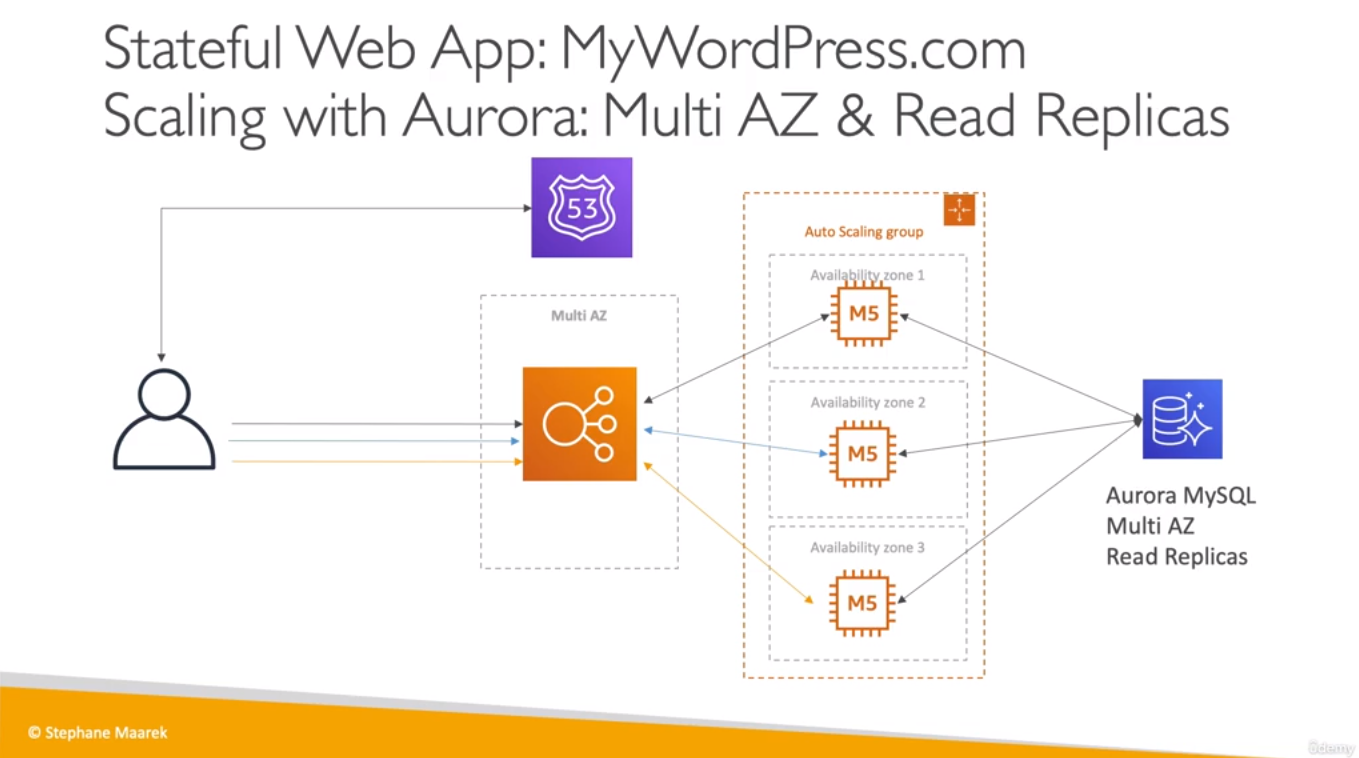 Stateful Web App: MyWordPress.com
Scaling with Aurora: Multi AZ & Read Replicas
53
Auto Scaling group
Availability zone 1
M5
Multi AZ
Availability zone 2
M5
Availability zone 3
M5
Aurora MySQL
Multi AZ
Read Replicas
© Stephane Maarek
ûdemy